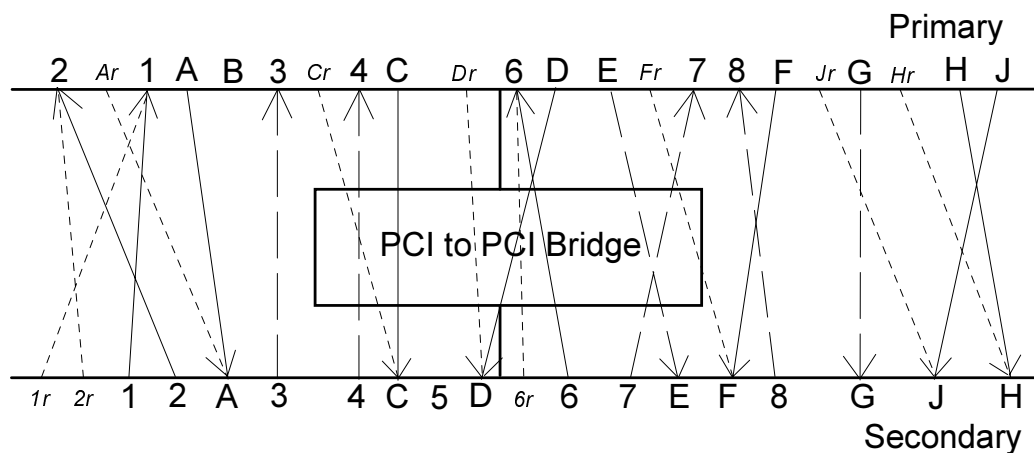 Primary
2 Ar 1 A B 3 Cr 4 C Dr 6 D E Fr 7 8 F Jr G Hr H J
PCI to PCI Bridge
1r 2r 1 2 A 3 4 C 5 D 6r 6 7 E F 8 G J H
Secondary